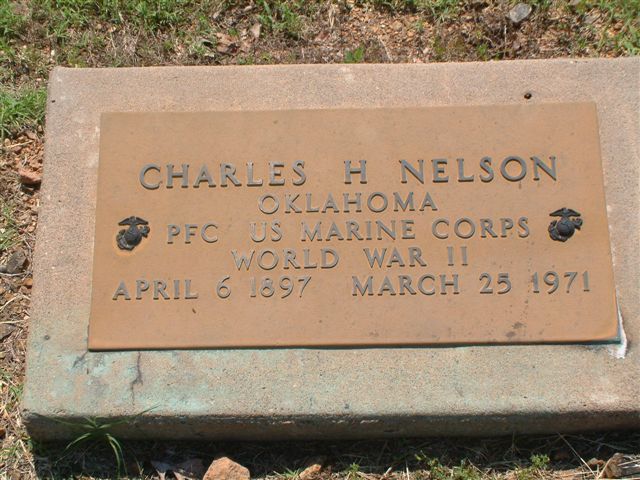 CHARLES H NELSON
OKLAHOMA
PFC US MARINE CORPS
WORLD WAR II
APRIL 6 1897 MARCH 25 1971